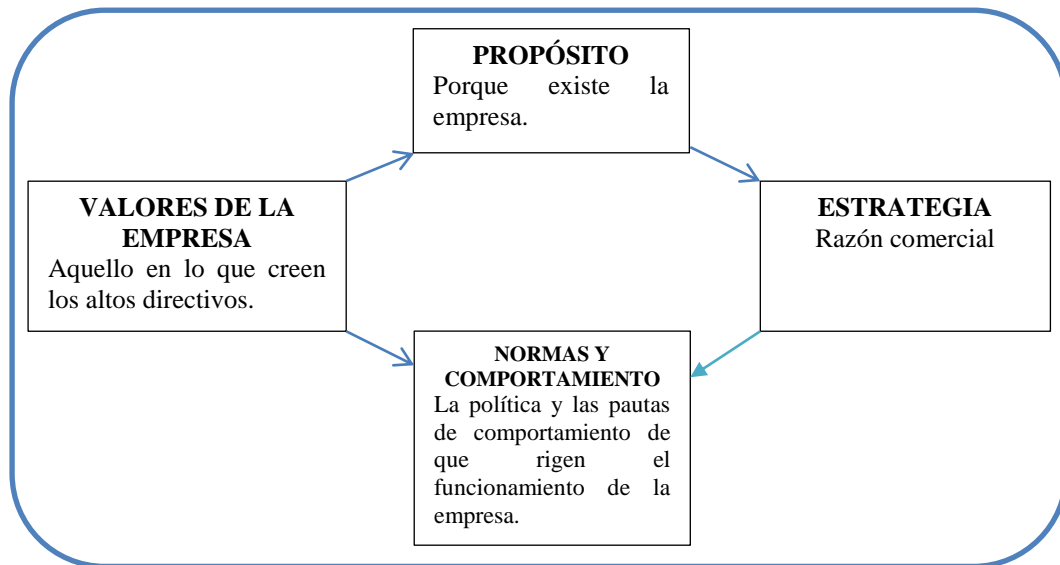 PROPÓSITO
Porque existe la
empresa.
VALORES DE LA
EMPRESA
Aquello en lo que creen
los altos directivos.
ESTRATEGIA
Razón comercial
NORMAS Y
COMPORTAMIENTO
La política y las pautas
de comportamiento de
que rigen el
funcionamiento de la
empresa.